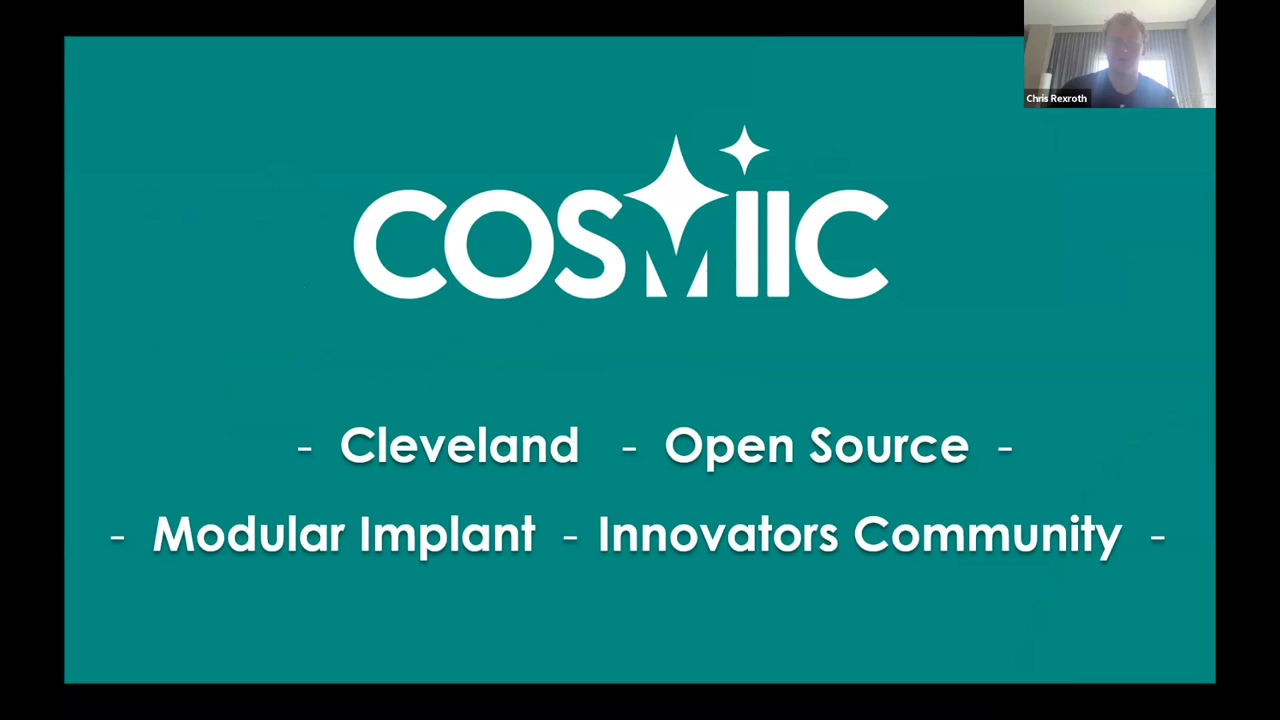 Chris Rexroth
COSMIIC
- Cleveland - Open Source -
- Modular Implant - Innovators Community -